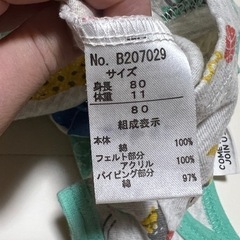 No. B207029
サイズ
身長 80
体重 11
80
組成表示
本体 100%
綿
フェルト部分
アクリル 100%
パイピング部分
綿 97%
COME
JOIN U